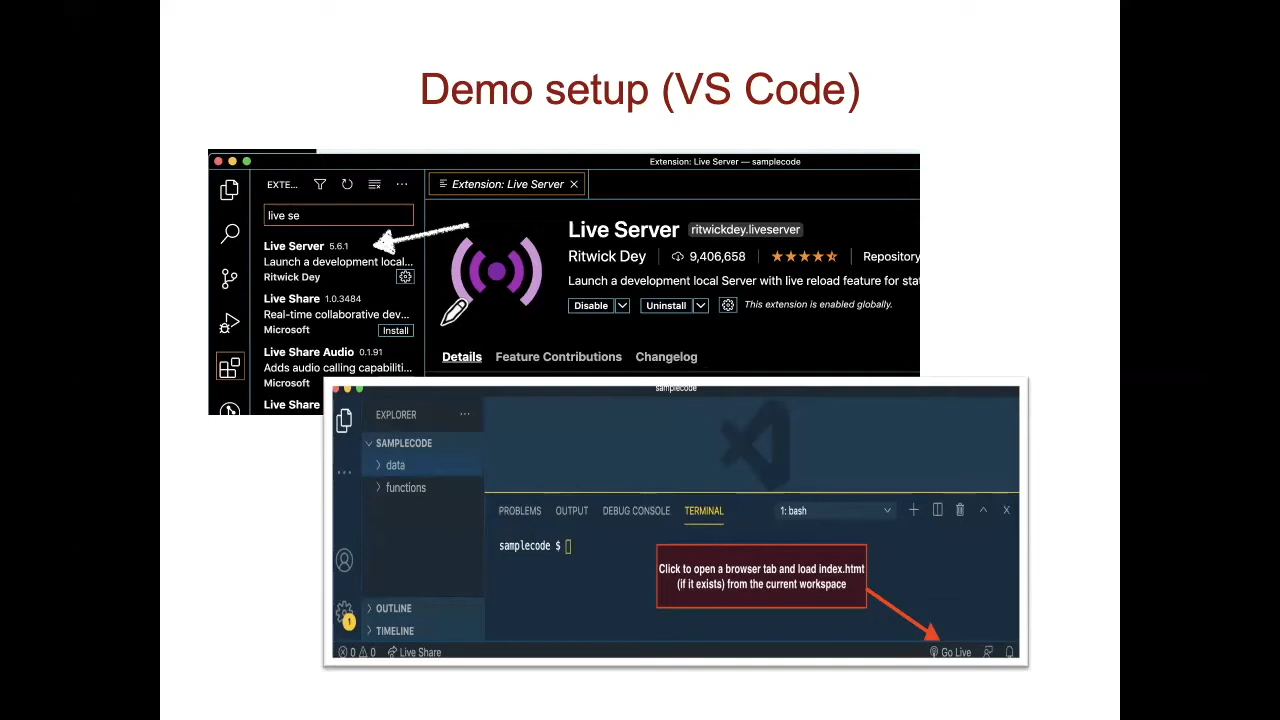 Demo setup (VS Code)
Extension: Live Server — samplecode
EXTE...
Extension: Live Server
live se
Live Server 5.6.1
Launch a development local...
Ritwick Dey
Live Share 1.0.3484
Real-time collaborative dev...
Microsoft
Install
Live Share Audio 0.1.91
Adds audio calling capabiliti...
Microsoft
Live Share
Live Server ritwickdey.liveserver
Ritwick Dey 9,406,658 Repository
Launch a development local Server with live reload feature for stat
Disable Uninstall This extension is enabled globally.
Details Feature Contributions Changelog
samplecode
EXPLORER
SAMPLECODE
data
functions
OUTLINE
TIMELINE
PROBLEMS OUTPUT DEBUG CONSOLE TERMINAL 1: bash
samplecode $
Click to open a browser tab and load index.htmt
(if it exists) from the current workspace
1
0 0 Live Share Go Live